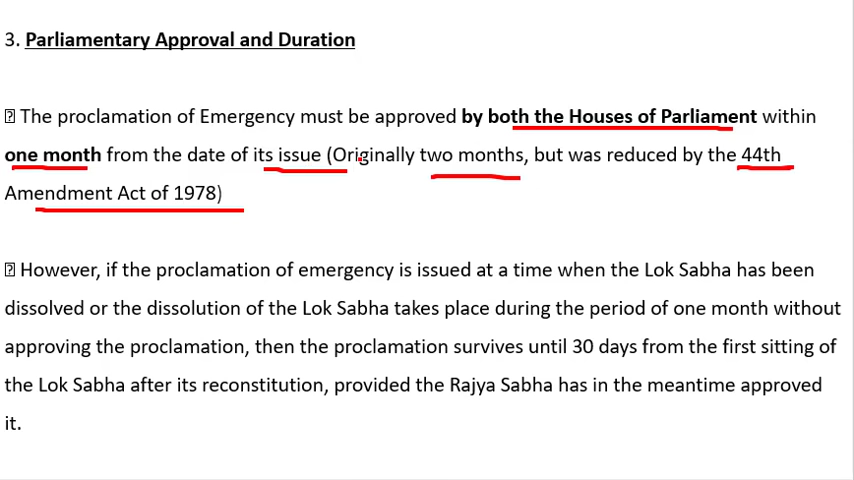 3. Parliamentary Approval and Duration
The proclamation of Emergency must be approved by both the Houses of Parliament within
one month from the date of its issue (Originally two months, but was reduced by the 44th
Amendment Act of 1978)
However, if the proclamation of emergency is issued at a time when the Lok Sabha has been
dissolved or the dissolution of the Lok Sabha takes place during the period of one month without
approving the proclamation, then the proclamation survives until 30 days from the first sitting of
the Lok Sabha after its reconstitution, provided the Rajya Sabha has in the meantime approved
it.